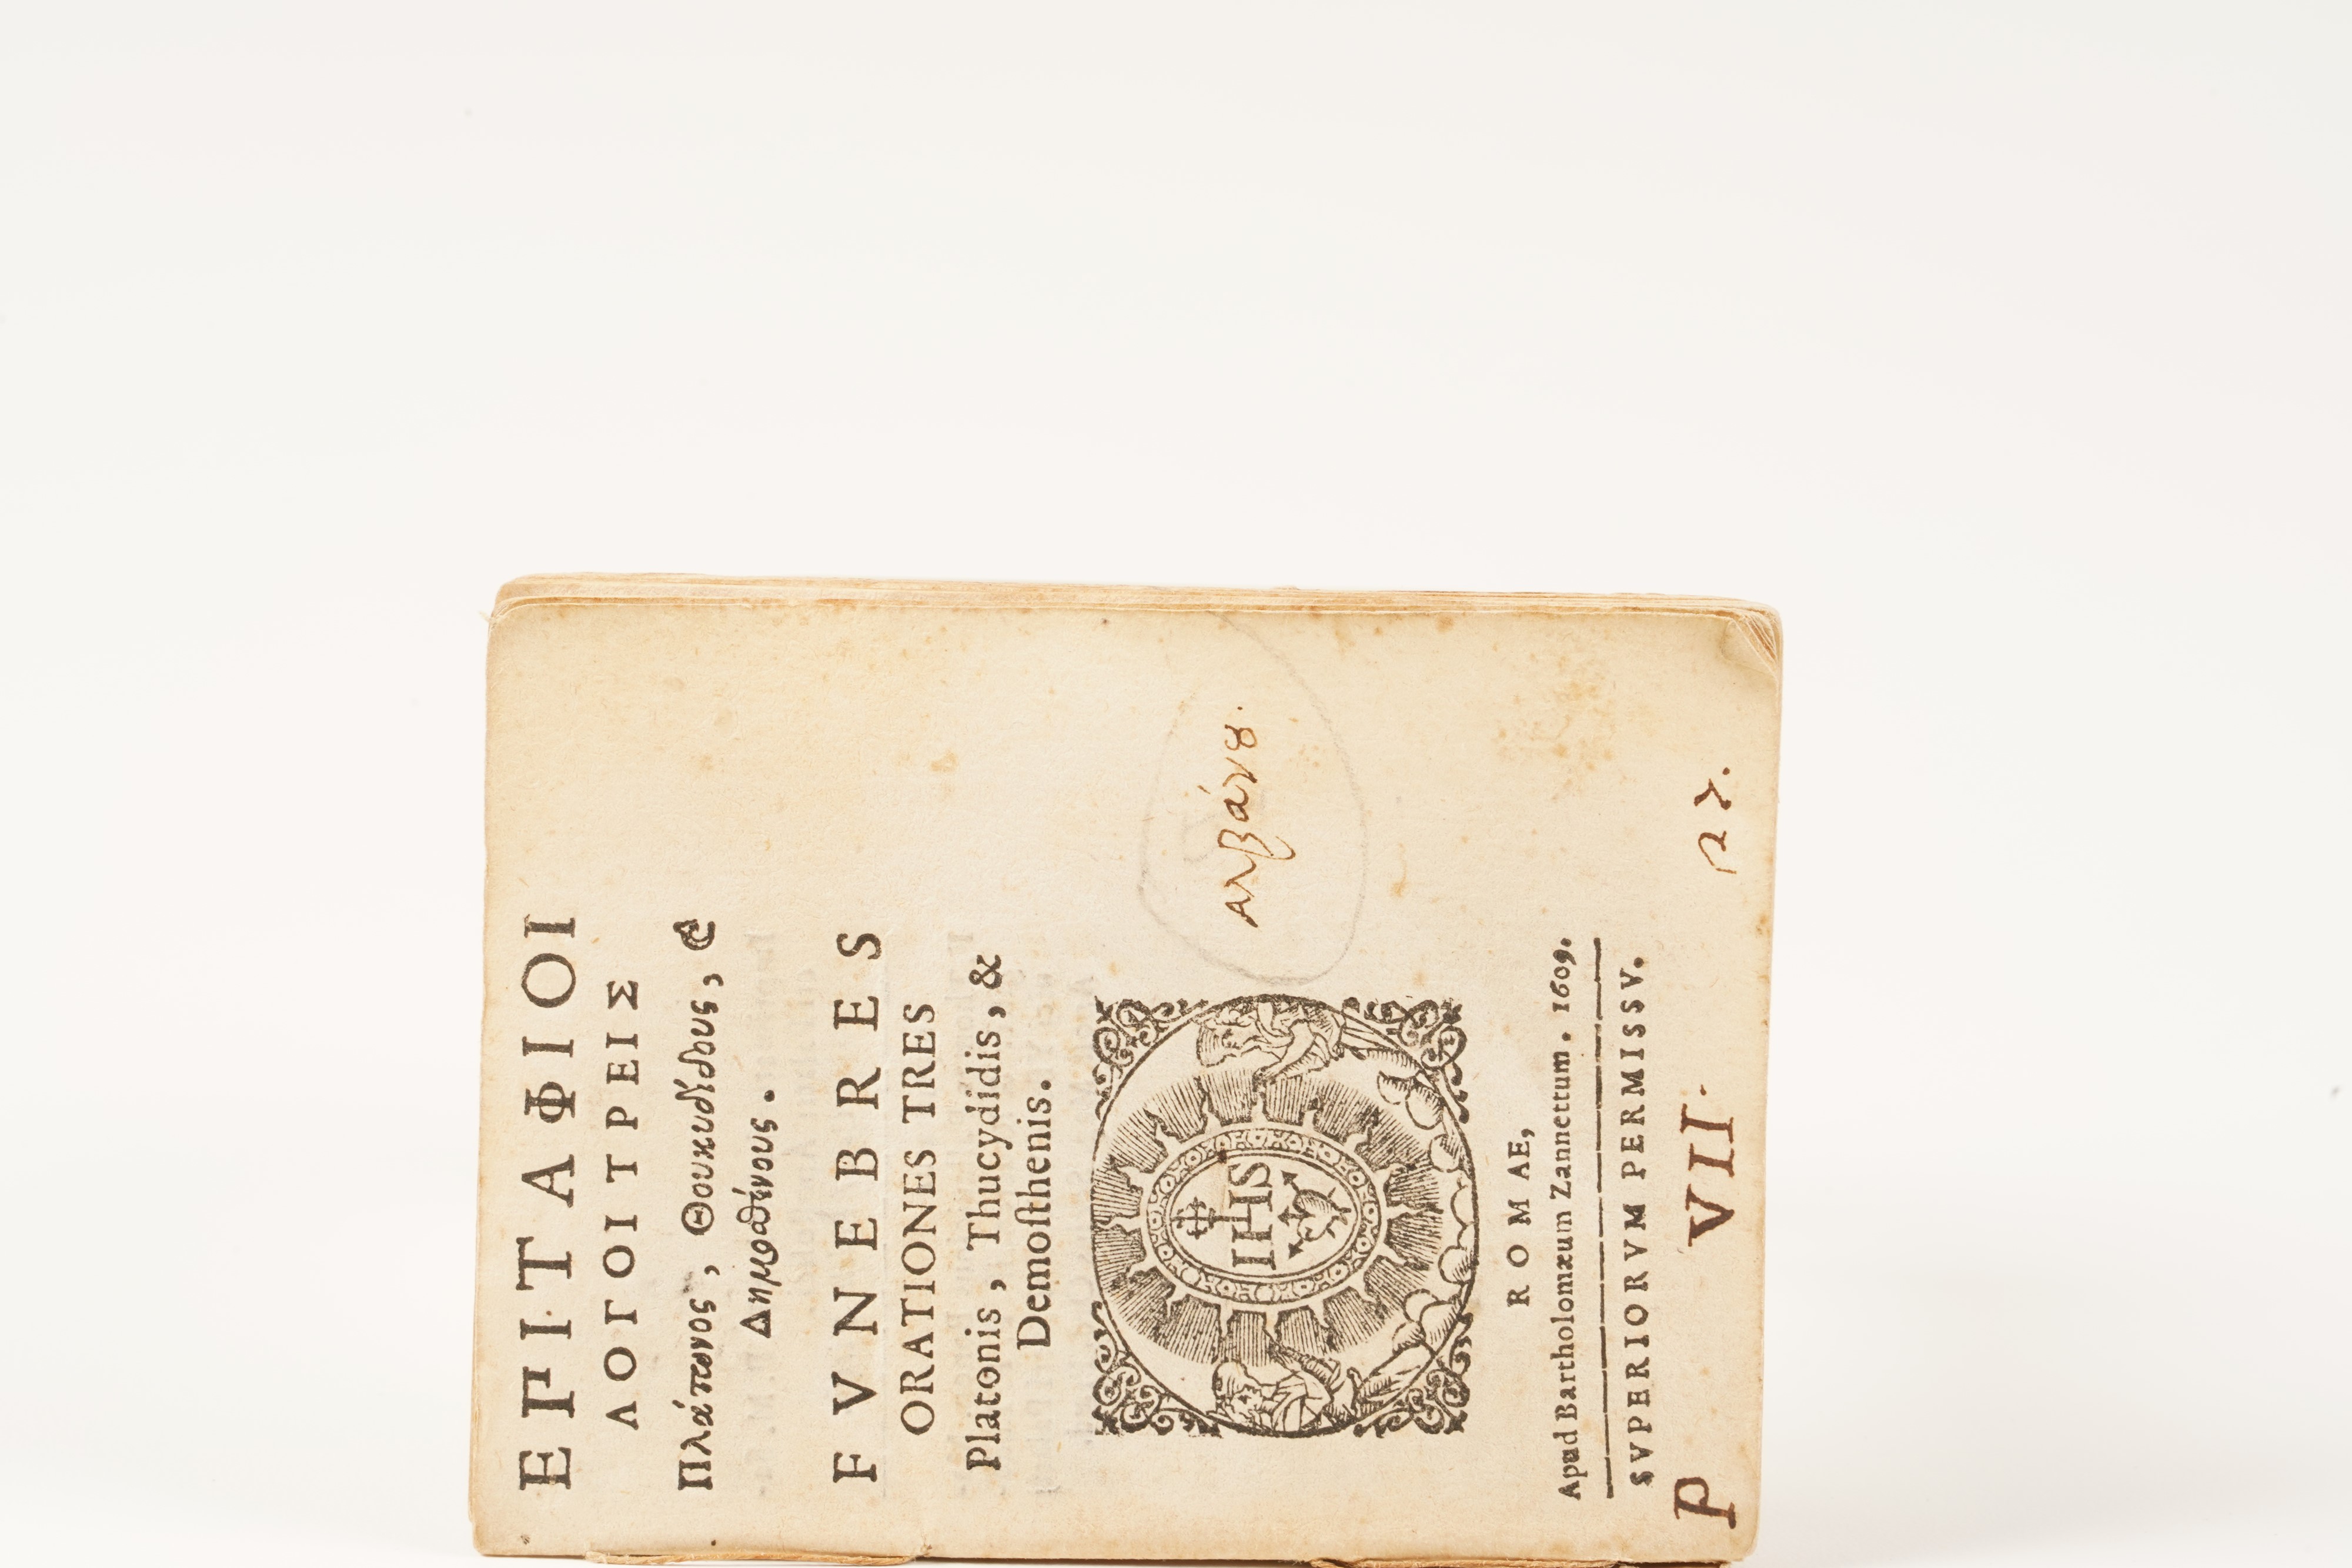 ΕΠΙΤΑΦΙΟΙ
ΛΟΓΟΙ ΤΡΕΙΣ
Πλάτωνος, Θουκυδίδους, &
Δημοσθένους.
FVNEBRES
ORATIONES TRES
Platonis, Thucydidis, &
Demoſthenis.
IHS
αλβάνȣ.
ROMAE,
Apud Bartholomæum Zannettum. 1609.
SVPERIORVM PERMISSV.
P VII.